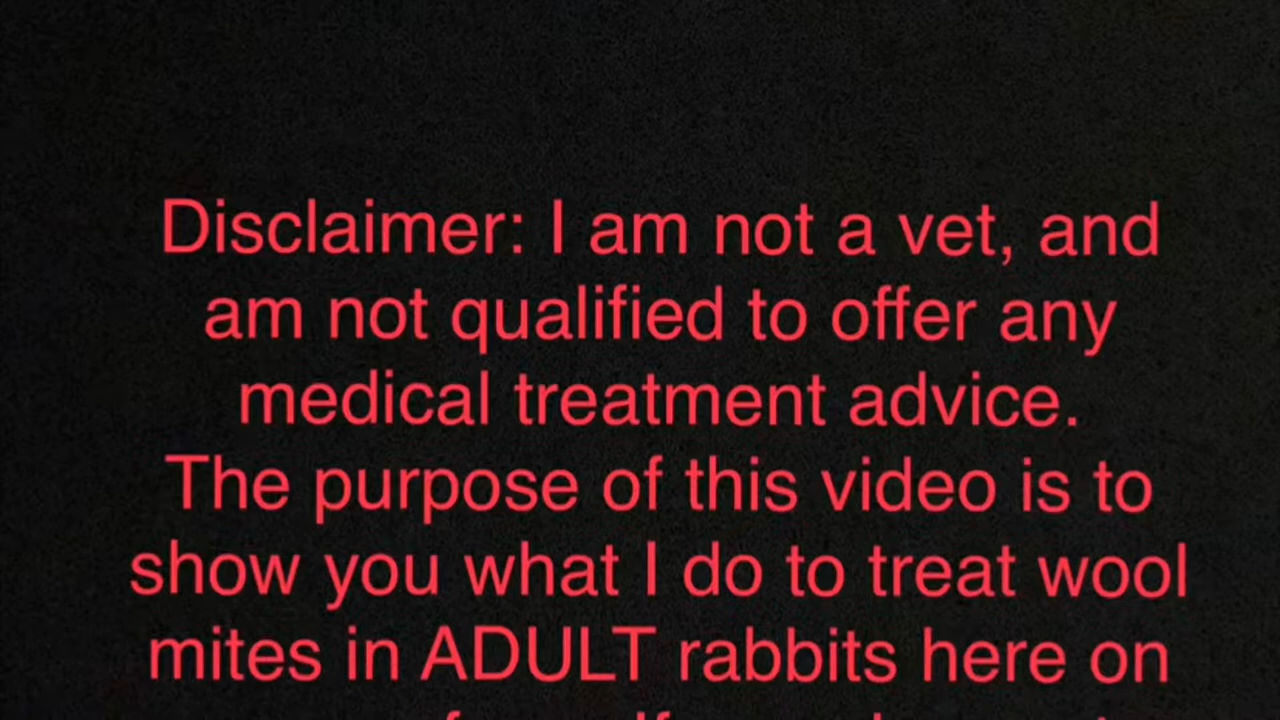 Disclaimer: I am not a vet, and
am not qualified to offer any
medical treatment advice.
The purpose of this video is to
show you what I do to treat wool
mites in ADULT rabbits here on